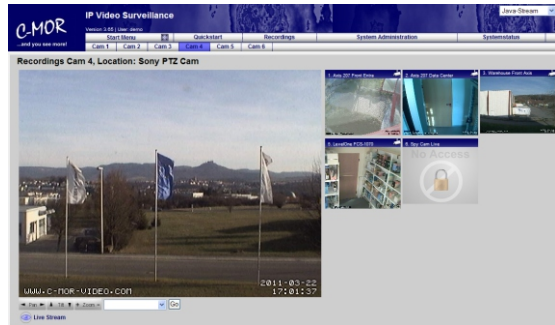 C-MOR
...and you see more!
IP Video Surveillance
Version 3.65 | User: demo
Java-Stream
Start Menu Quickstart Recordings System Administration Systemstatus
Cam 1 Cam 2 Cam 3 Cam 4 Cam 5 Cam 6
Recordings Cam 4, Location: Sony PTZ Cam
1. Axis 207 Front Entra
2. Axis 207 Data Center
3. Warehouse Front Axis
5. LevelOne FCS-1070
6. Spy Cam Live
No Access
2011-03-22
WWW.C-MOR-VIDEO.COM 17:01:37
Pan Tilt Zoom Go
Live Stream